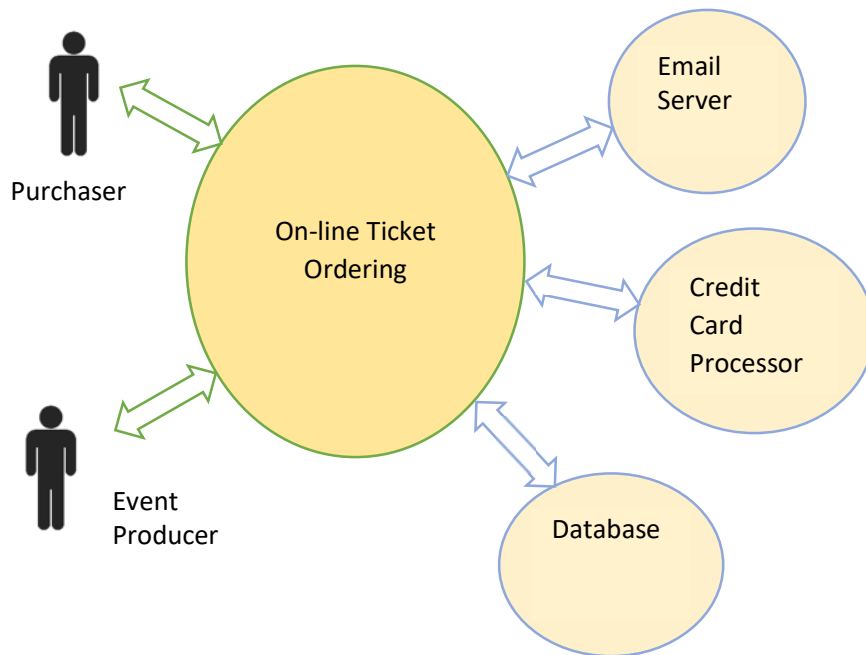 Purchaser
On-line Ticket
Ordering
Email
Server
Credit
Card
Processor
Event
Producer
Database